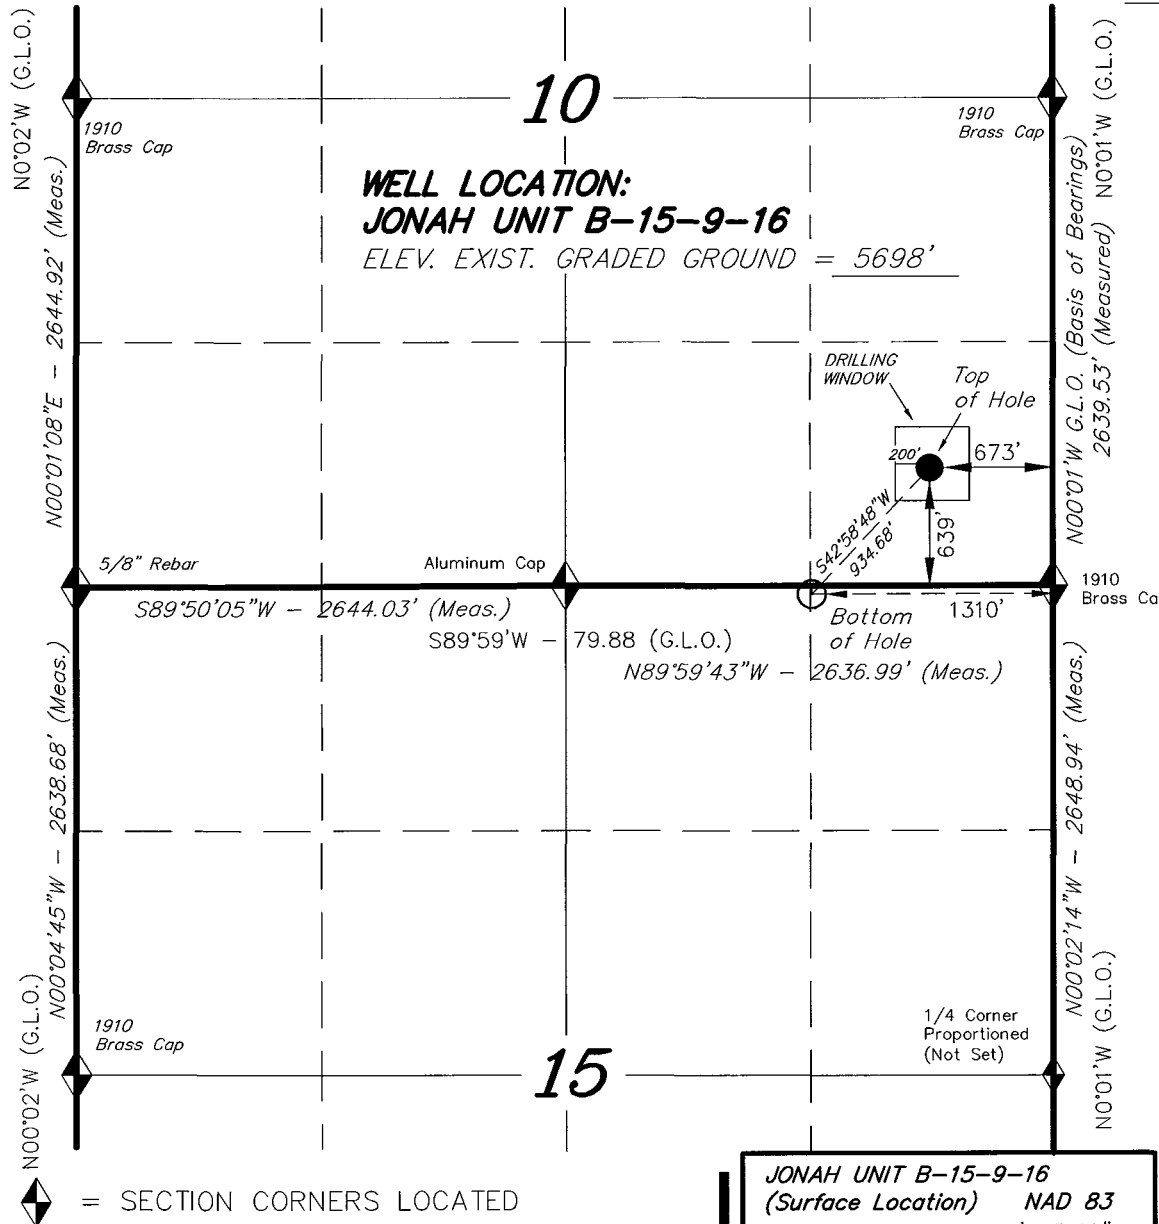 N0°02'W (G.L.O.)
10
N0°01'W (G.L.O.)
1910
Brass Cap
1910
Brass Cap
WELL LOCATION:
JONAH UNIT B-15-9-16
ELEV. EXIST. GRADED GROUND = 5698'
N00°01'08"E - 2644.92' (Meas.)
N00°01'W G.L.O. (Basis of Bearings)
2639.53' (Measured)
DRILLING
WINDOW
Top
of Hole
200'
673'
639'
S42°58'48"W
934.68'
5/8" Rebar
Aluminum Cap
1910
Brass Ca
S89°50'05"W - 2644.03' (Meas.)
1310'
Bottom
of Hole
S89°59'W - 79.88 (G.L.O.)
N89°59'43"W - 2636.99' (Meas.)
N00°04'45"W - 2638.68' (Meas.)
N00°02'14"W - 2648.94' (Meas.)
N00°02'W (G.L.O.)
1910
Brass Cap
15
1/4 Corner
Proportioned
(Not Set)
N0°01'W (G.L.O.)
= SECTION CORNERS LOCATED
JONAH UNIT B-15-9-16
(Surface Location) NAD 83